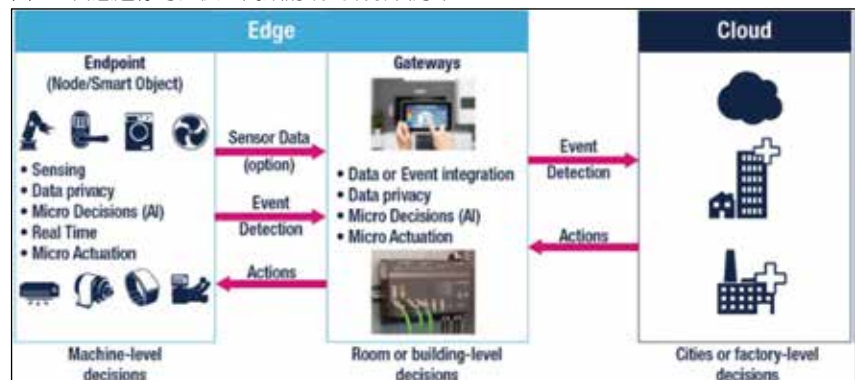 Edge
Cloud
Endpoint
(Node/Smart Object)
• Sensing
• Data privacy
• Micro Decisions (AI)
• Real Time
• Micro Actuation
Machine-level
decisions
Sensor Data
(option)
Event
Detection
Actions
Gateways
• Data or Event integration
• Data privacy
• Micro Decisions (AI)
• Micro Actuation
Room or building-level
decisions
Event
Detection
Actions
Cities or factory-level
decisions